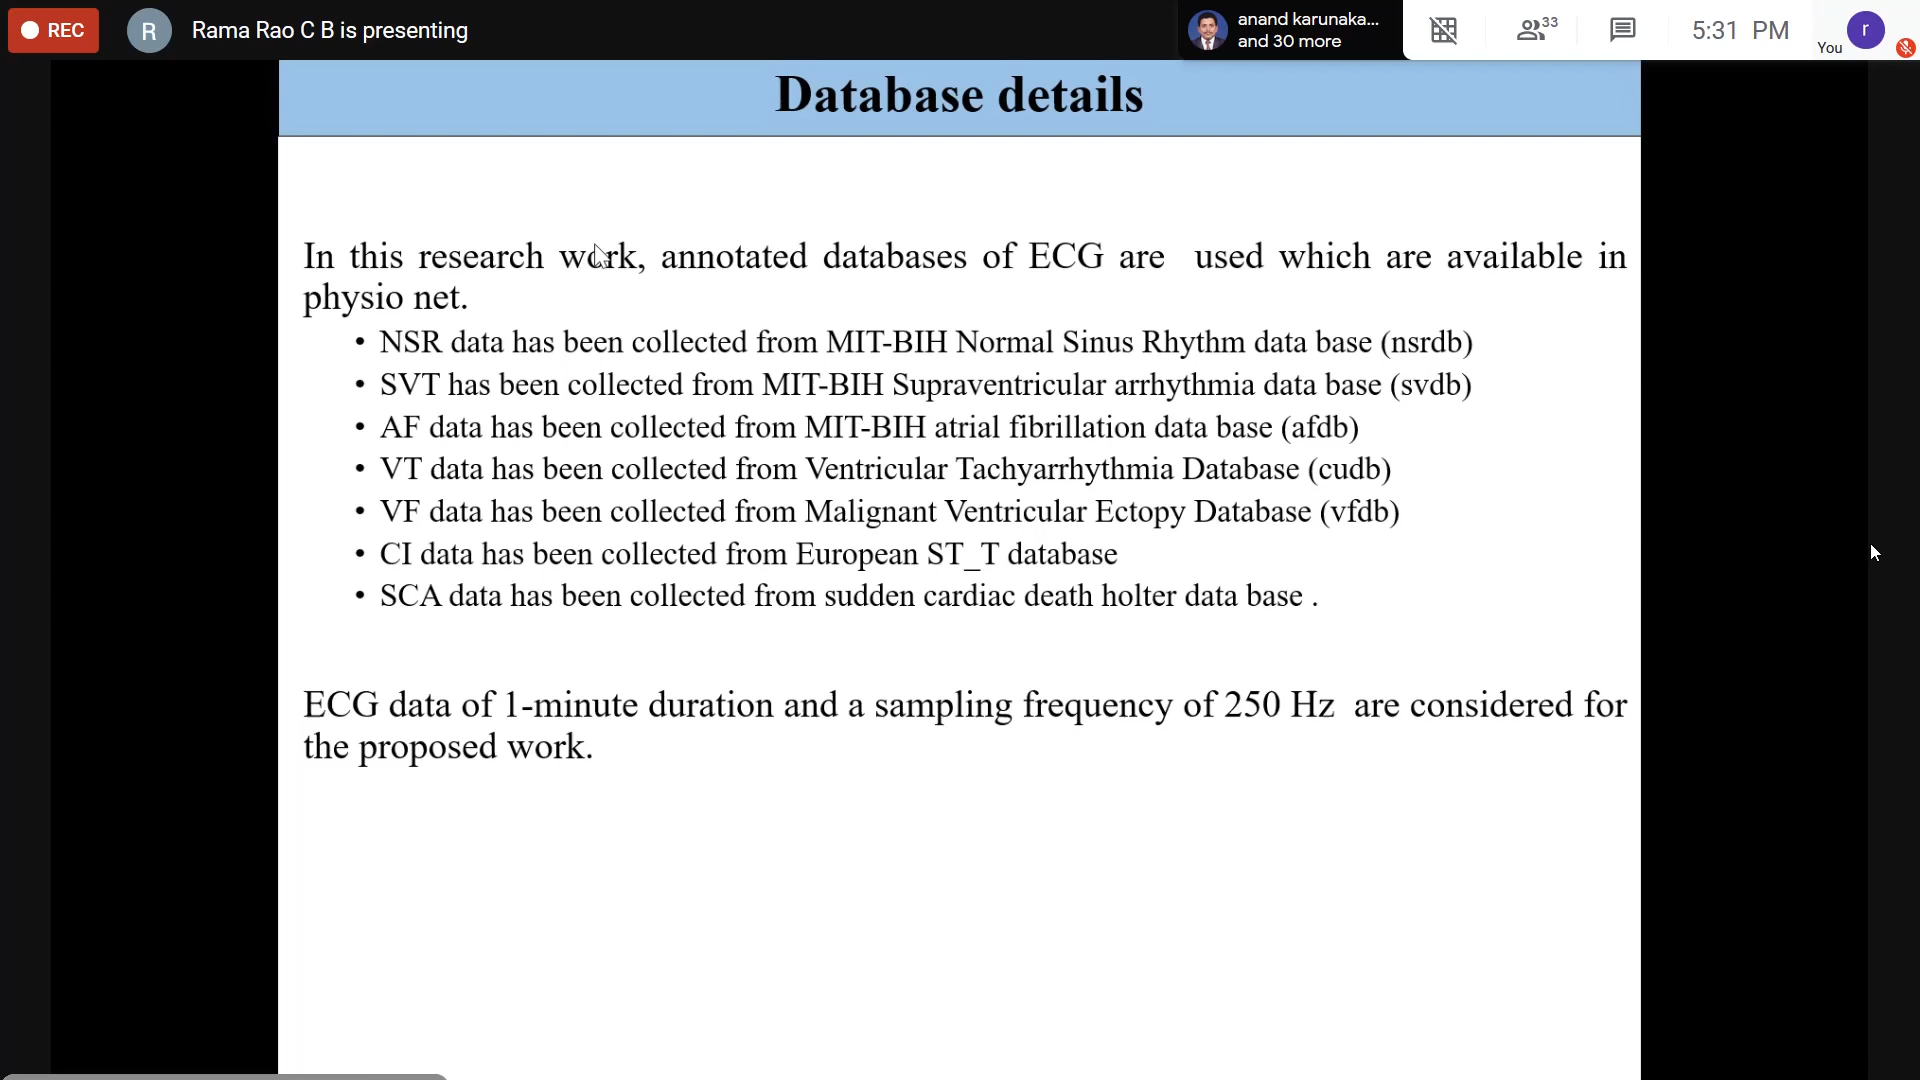 REC
R
Rama Rao C B is presenting
anand karunaka...
and 30 more
33
5:31 PM
You
r
Database details
In this research work, annotated databases of ECG are used which are available in
physio net.
• NSR data has been collected from MIT-BIH Normal Sinus Rhythm data base (nsrdb)
• SVT has been collected from MIT-BIH Supraventricular arrhythmia data base (svdb)
• AF data has been collected from MIT-BIH atrial fibrillation data base (afdb)
• VT data has been collected from Ventricular Tachyarrhythmia Database (cudb)
• VF data has been collected from Malignant Ventricular Ectopy Database (vfdb)
• CI data has been collected from European ST_T database
• SCA data has been collected from sudden cardiac death holter data base .
ECG data of 1-minute duration and a sampling frequency of 250 Hz are considered for
the proposed work.